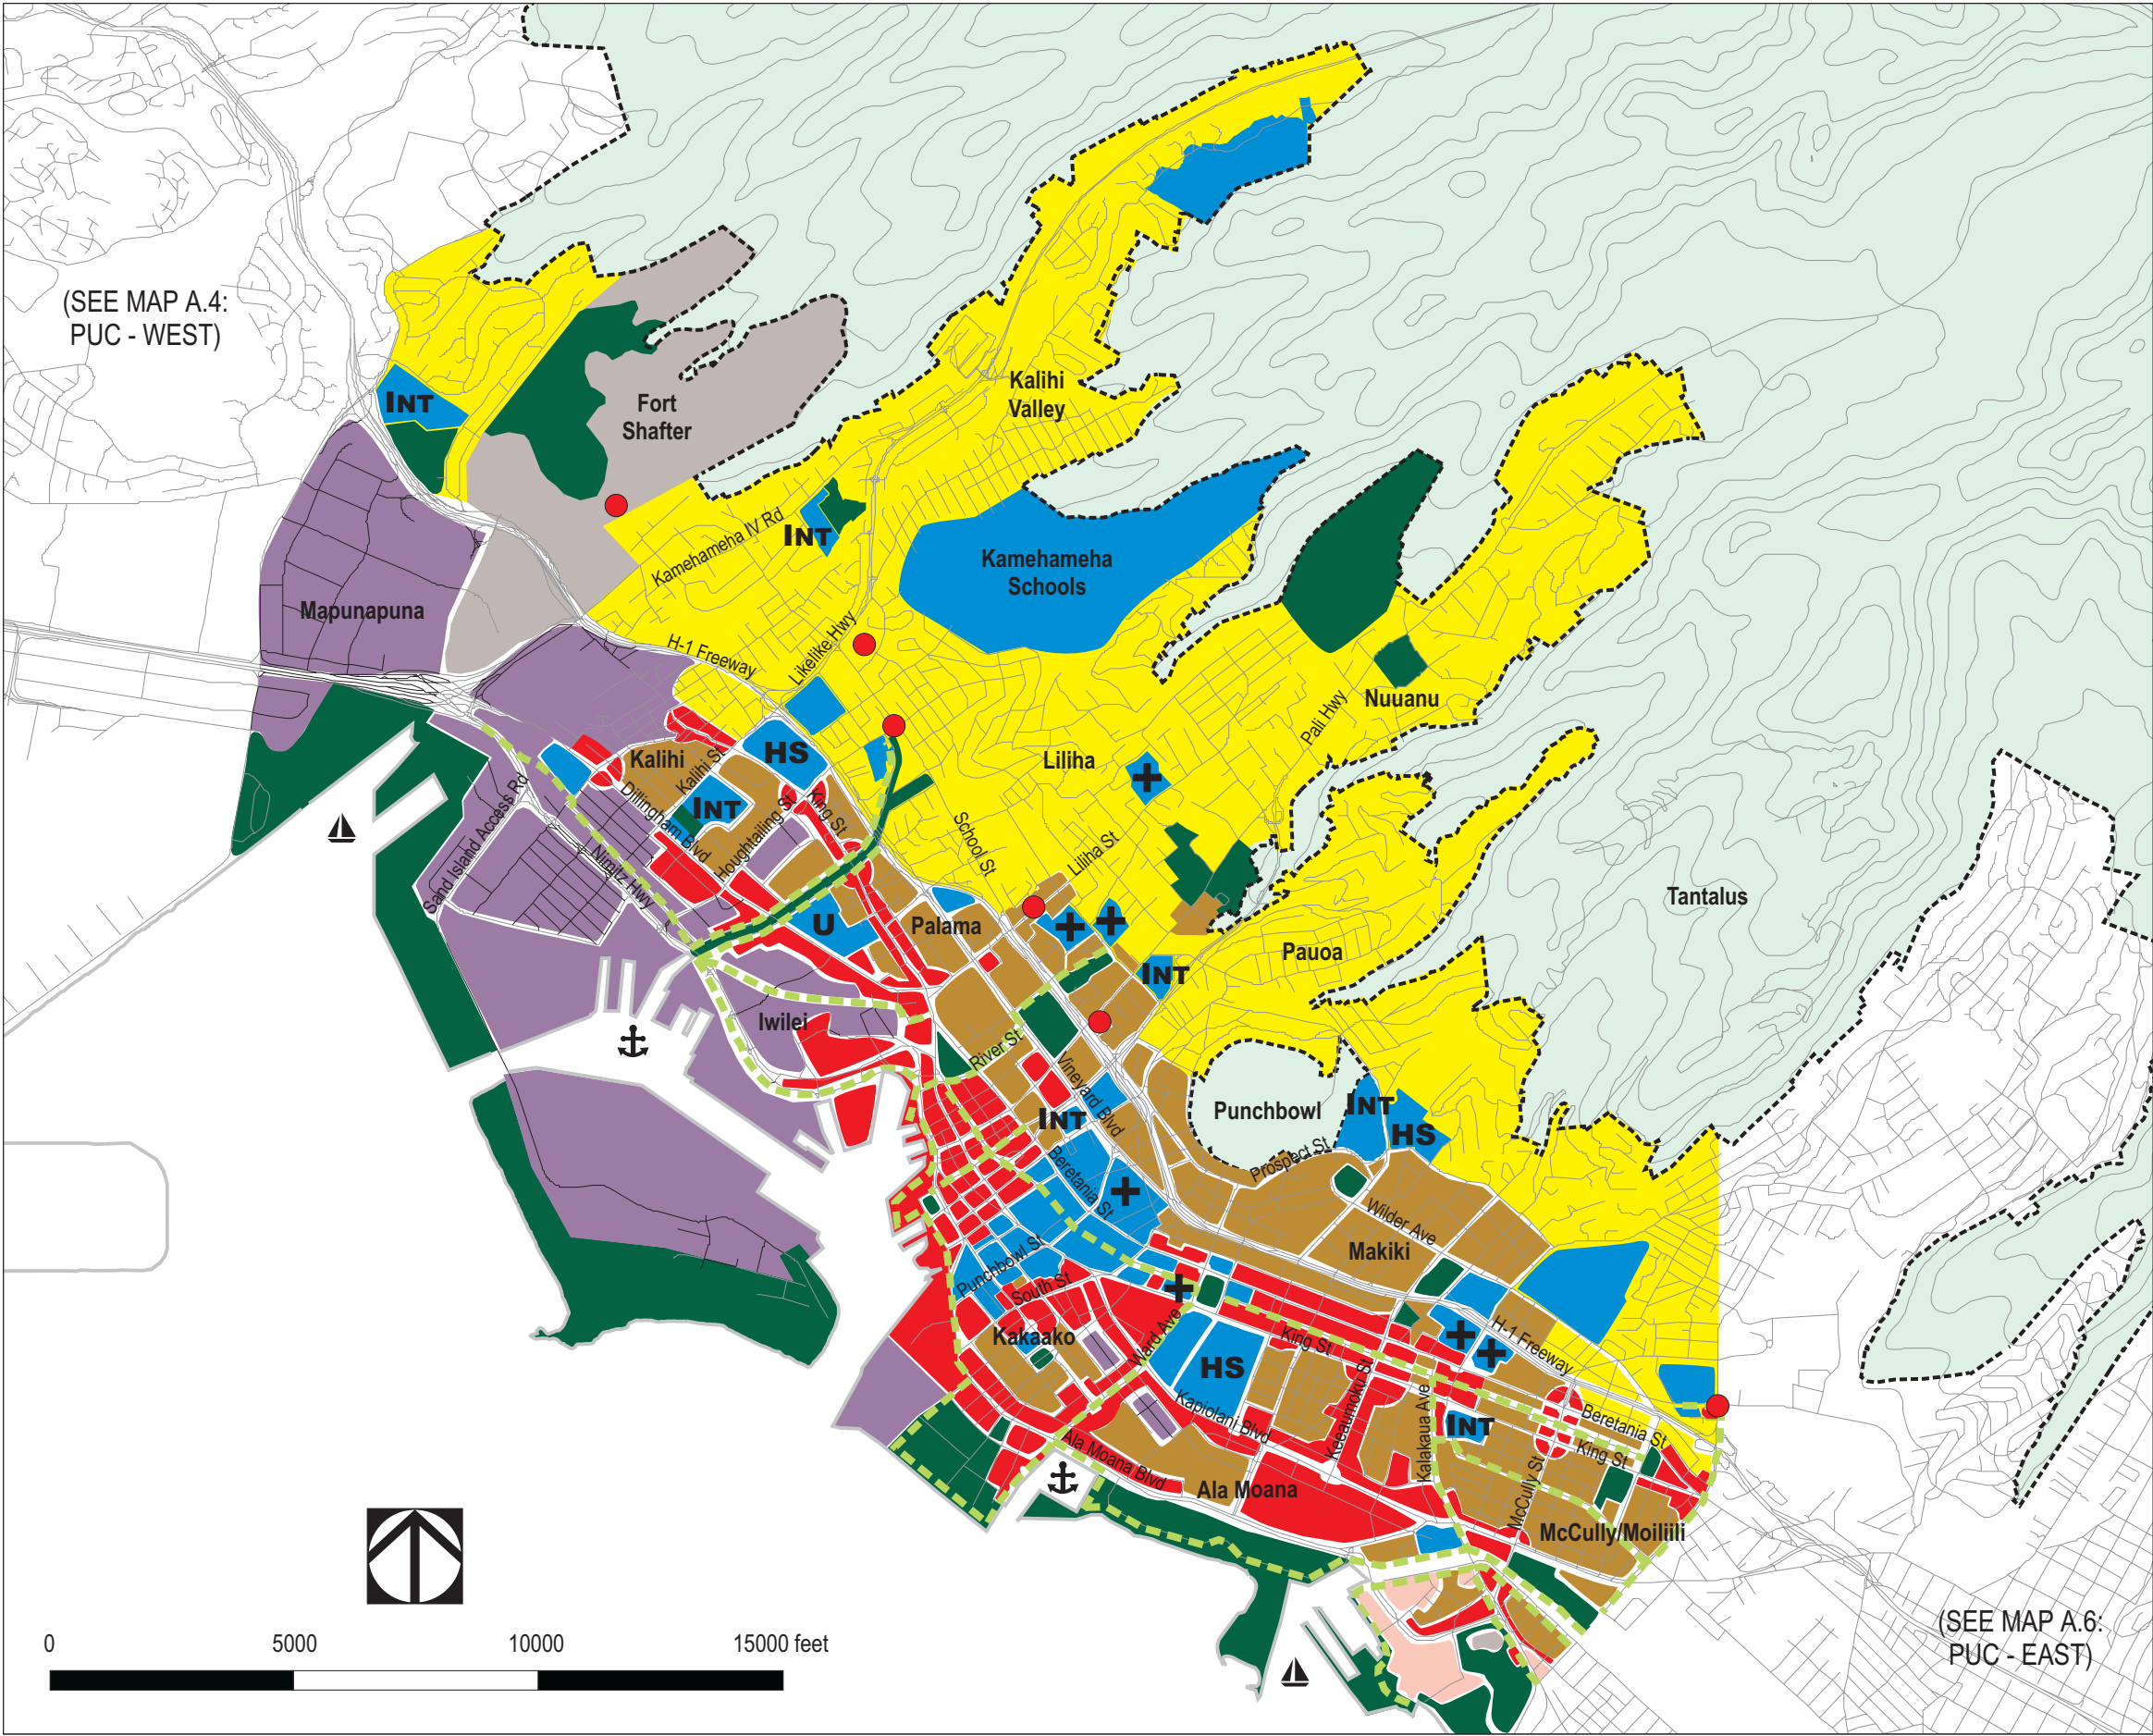 (SEE MAP A.4:
PUC - WEST)
INT
Fort
Shafter
Kalihi
Valley
Kamehameha IV Rd
INT
Kamehameha
Schools
Mapunapuna
H-1 Freeway
Likelike Hwy
Nuuanu
Pali Hwy
Kalihi
Kalihi St
HS
Liliha
INT
Dillingham Blvd
Houghtailing St
King St
School St
Liliha St
Sand Island Access Rd
Nimitz Hwy
Tantalus
U
Palama
Pauoa
INT
Iwilei
River St
Vineyard Blvd
INT
Punchbowl
INT
HS
Prospect St
Beretania St
Wilder Ave
Makiki
Punchbowl St
South St
Kakaako
Ward Ave
King St
H-1 Freeway
HS
Kapiolani Blvd
Keeaumoku St
Kalakaua Ave
INT
Beretania St
King St
Ala Moana Blvd
Ala Moana
McCully St
McCully/Moiliili
(SEE MAP A.6:
PUC - EAST)
0 5000 10000 15000 feet